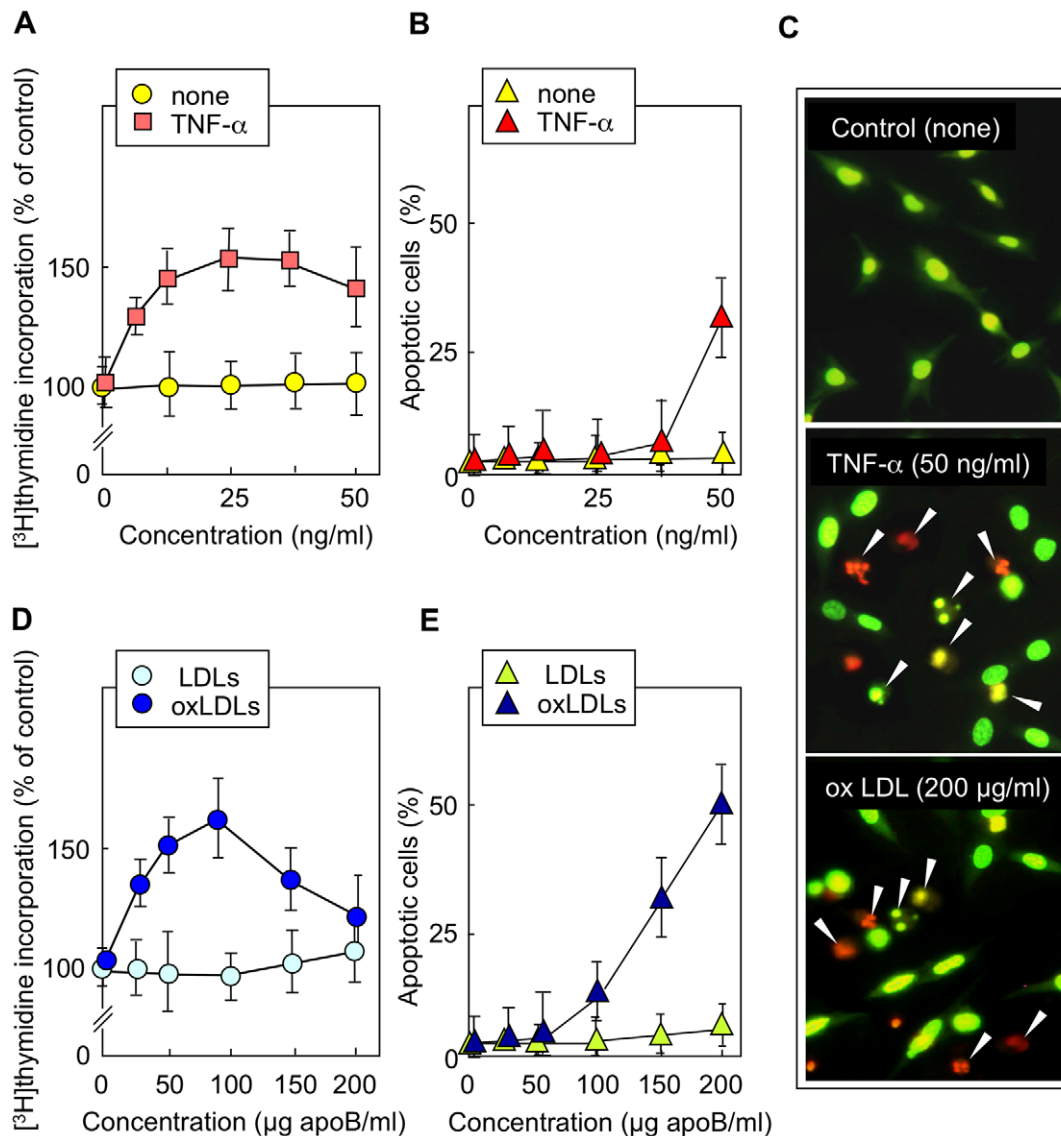 A
none
TNF-α
[³H]thymidine incorporation (% of control)
150
100
0
0 25 50
Concentration (ng/ml)
B
none
TNF-α
Apoptotic cells (%)
50
25
0
0 25 50
Concentration (ng/ml)
C
Control (none)
TNF-α (50 ng/ml)
ox LDL (200 µg/ml)
D
LDLs
oxLDLs
[³H]thymidine incorporation (% of control)
150
100
0
0 50 100 150 200
Concentration (µg apoB/ml)
E
LDLs
oxLDLs
Apoptotic cells (%)
50
25
0
0 50 100 150 200
Concentration (µg apoB/ml)